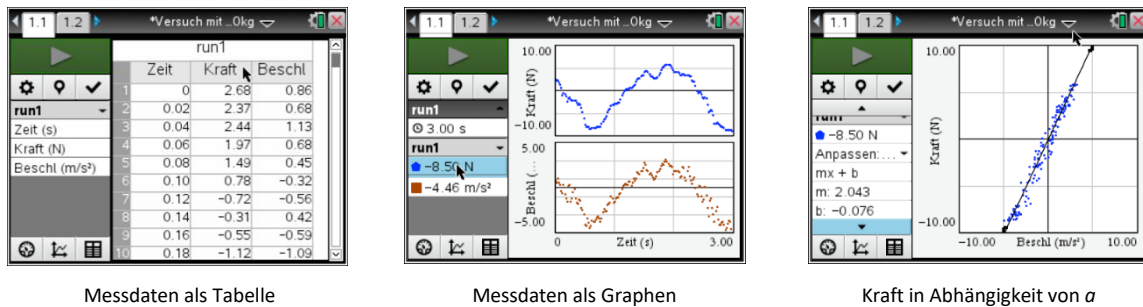 1.1 1.2 *Versuch mit ...0kg
run1
Zeit Kraft Beschl
1 0 2.68 0.86
2 0.02 2.37 0.68
3 0.04 2.44 1.13
4 0.06 1.97 0.68
5 0.08 1.49 0.45
6 0.10 0.78 -0.32
7 0.12 -0.72 -0.56
8 0.14 -0.31 0.42
9 0.16 -0.55 -0.59
10 0.18 -1.12 -1.09
run1
Zeit (s)
Kraft (N)
Beschl (m/s²)
Messdaten als Tabelle
1.1 1.2 *Versuch mit ...0kg
run1
3.00 s
run1
-8.50 N
-4.46 m/s²
10.00
Kraft (N)
-10.00
5.00
Beschl (...
-5.00
0 Zeit (s) 3.00
Messdaten als Graphen
1.1 1.2 *Versuch mit ...0kg
run1
-8.50 N
Anpassen:...
mx + b
m: 2.043
b: -0.076
10.00
Kraft (N)
-10.00
-10.00 Beschl (m/s²) 10.00
Kraft in Abhängigkeit von a